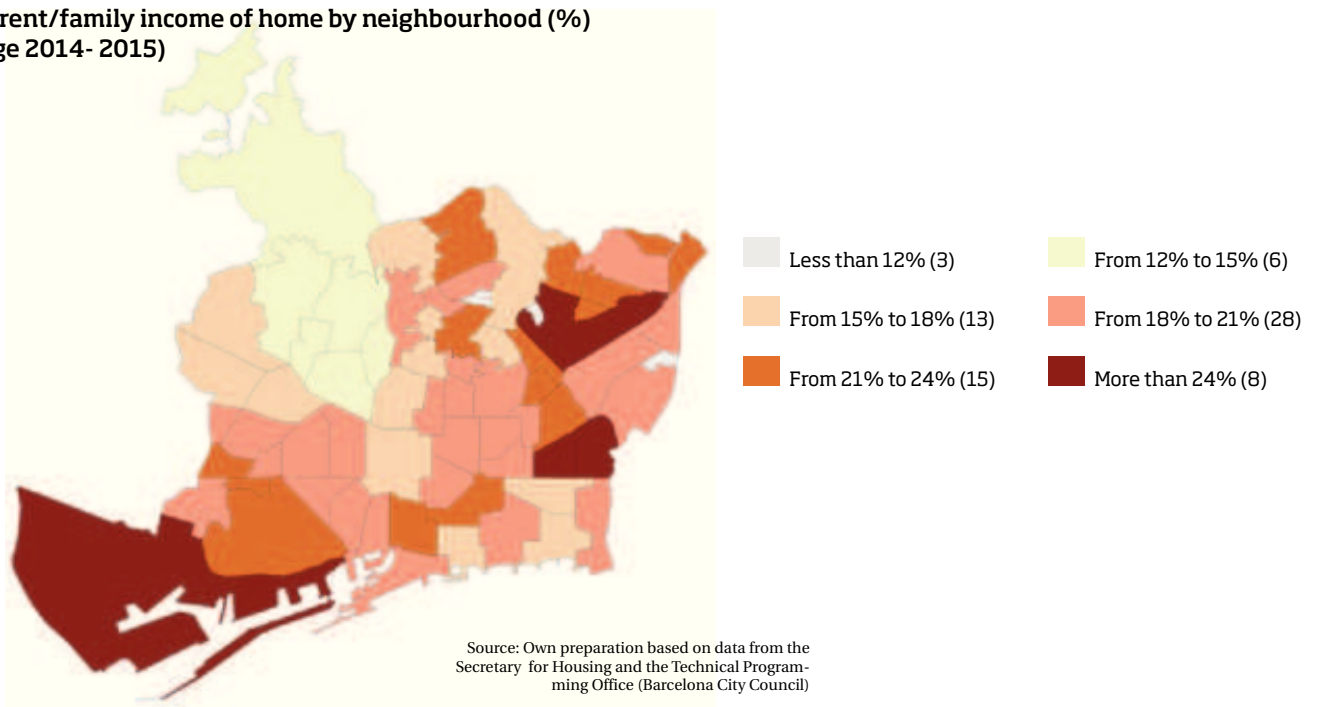 rent/family income of home by neighbourhood (%)
ge 2014- 2015)
Less than 12% (3)
From 12% to 15% (6)
From 15% to 18% (13)
From 18% to 21% (28)
From 21% to 24% (15)
More than 24% (8)
Source: Own preparation based on data from the
Secretary for Housing and the Technical Program-
ming Office (Barcelona City Council)